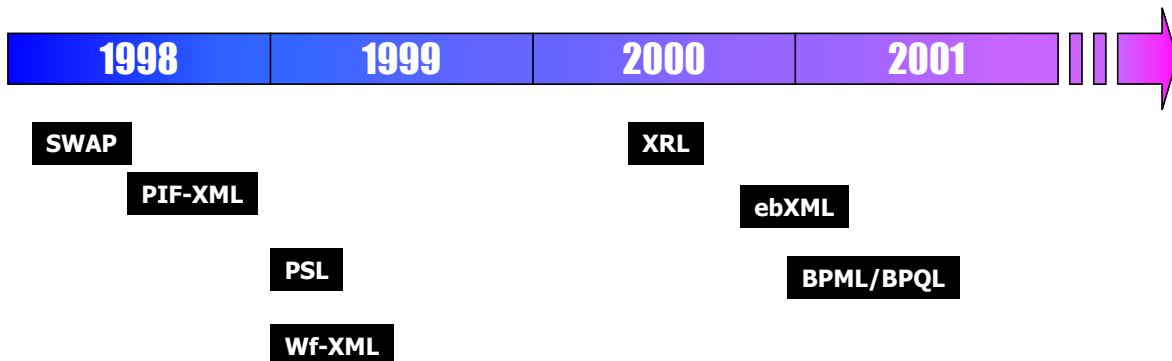 1998 1999 2000 2001
SWAP XRL
PIF-XML
ebXML
PSL
BPML/BPQL
Wf-XML